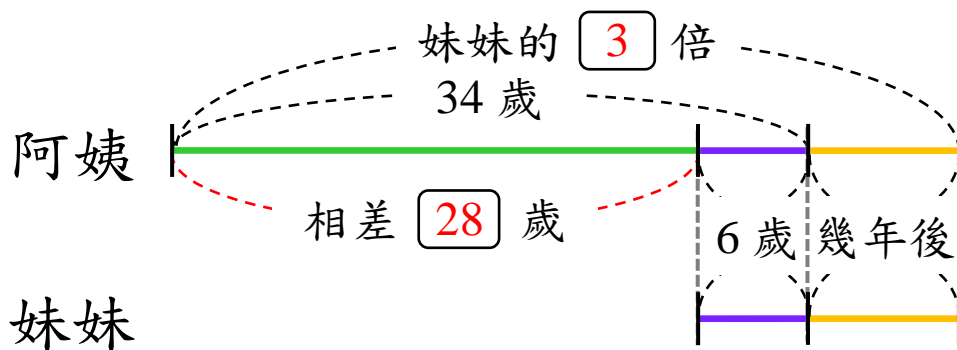 妹妹的 3 倍
34 歲
阿姨
相差 28 歲
6 歲 幾年後
妹妹